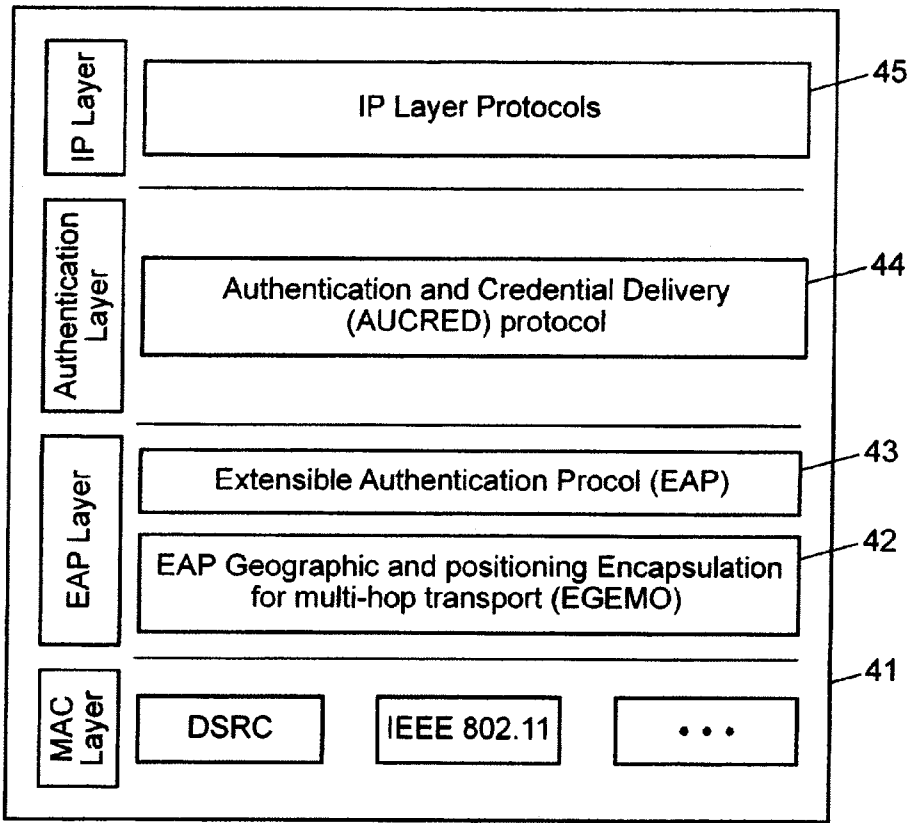 IP Layer
IP Layer Protocols
45
Authentication
Layer
Authentication and Credential Delivery
(AUCRED) protocol
44
EAP Layer
Extensible Authentication Procol (EAP)
43
EAP Geographic and positioning Encapsulation
for multi-hop transport (EGEMO)
42
MAC
Layer
DSRC
IEEE 802.11
• • •
41